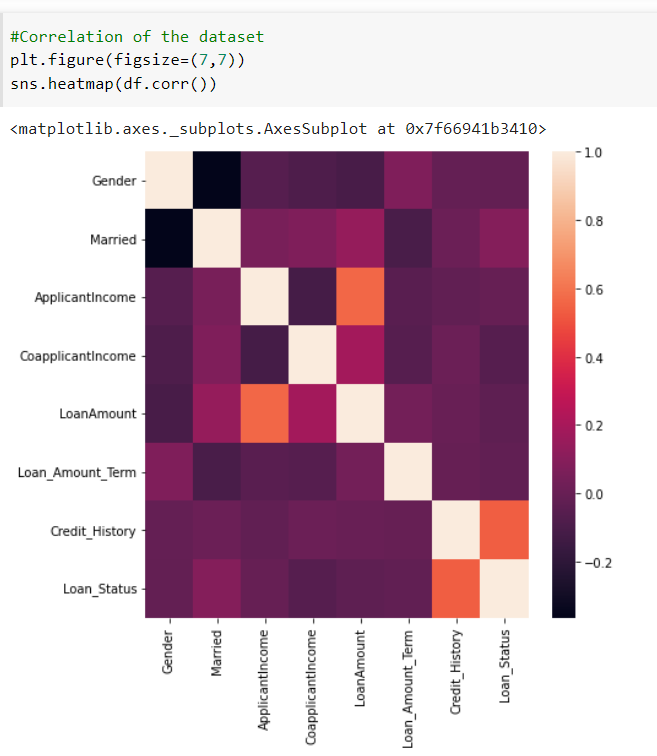 #Correlation of the dataset
plt.figure(figsize=(7,7))
sns.heatmap(df.corr())
<matplotlib.axes._subplots.AxesSubplot at 0x7f66941b3410>
Gender
Married
ApplicantIncome
CoapplicantIncome
LoanAmount
Loan_Amount_Term
Credit_History
Loan_Status
Gender
Married
ApplicantIncome
CoapplicantIncome
LoanAmount
Loan_Amount_Term
Credit_History
Loan_Status
1.0
0.8
0.6
0.4
0.2
0.0
−0.2